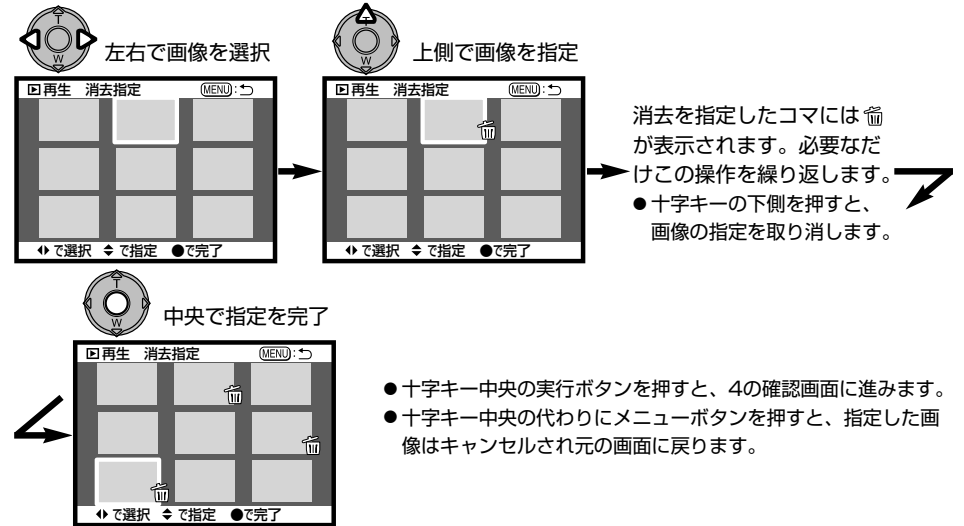 T
W
左右で画像を選択
▶再生 消去指定 MENU:⮌
◀▶で選択 ▲▼で指定 ●で完了
T
W
上側で画像を指定
▶再生 消去指定 MENU:⮌
◀▶で選択 ▲▼で指定 ●で完了
消去を指定したコマには
が表示されます。必要なだ
けこの操作を繰り返します。
●十字キーの下側を押すと、
画像の指定を取り消します。
T
W
中央で指定を完了
▶再生 消去指定 MENU:⮌
◀▶で選択 ▲▼で指定 ●で完了
●十字キー中央の実行ボタンを押すと、4の確認画面に進みます。
●十字キー中央の代わりにメニューボタンを押すと、指定した画
像はキャンセルされ元の画面に戻ります。